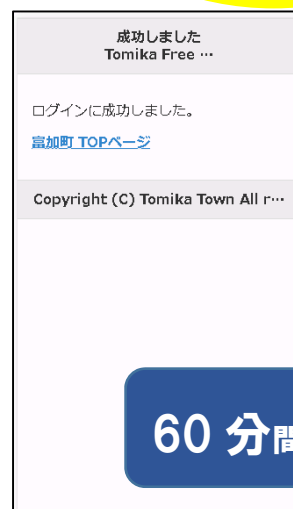 成功しました
Tomika Free …
ログインに成功しました。
富加町 TOPページ
Copyright (C) Tomika Town All r…
60 分間